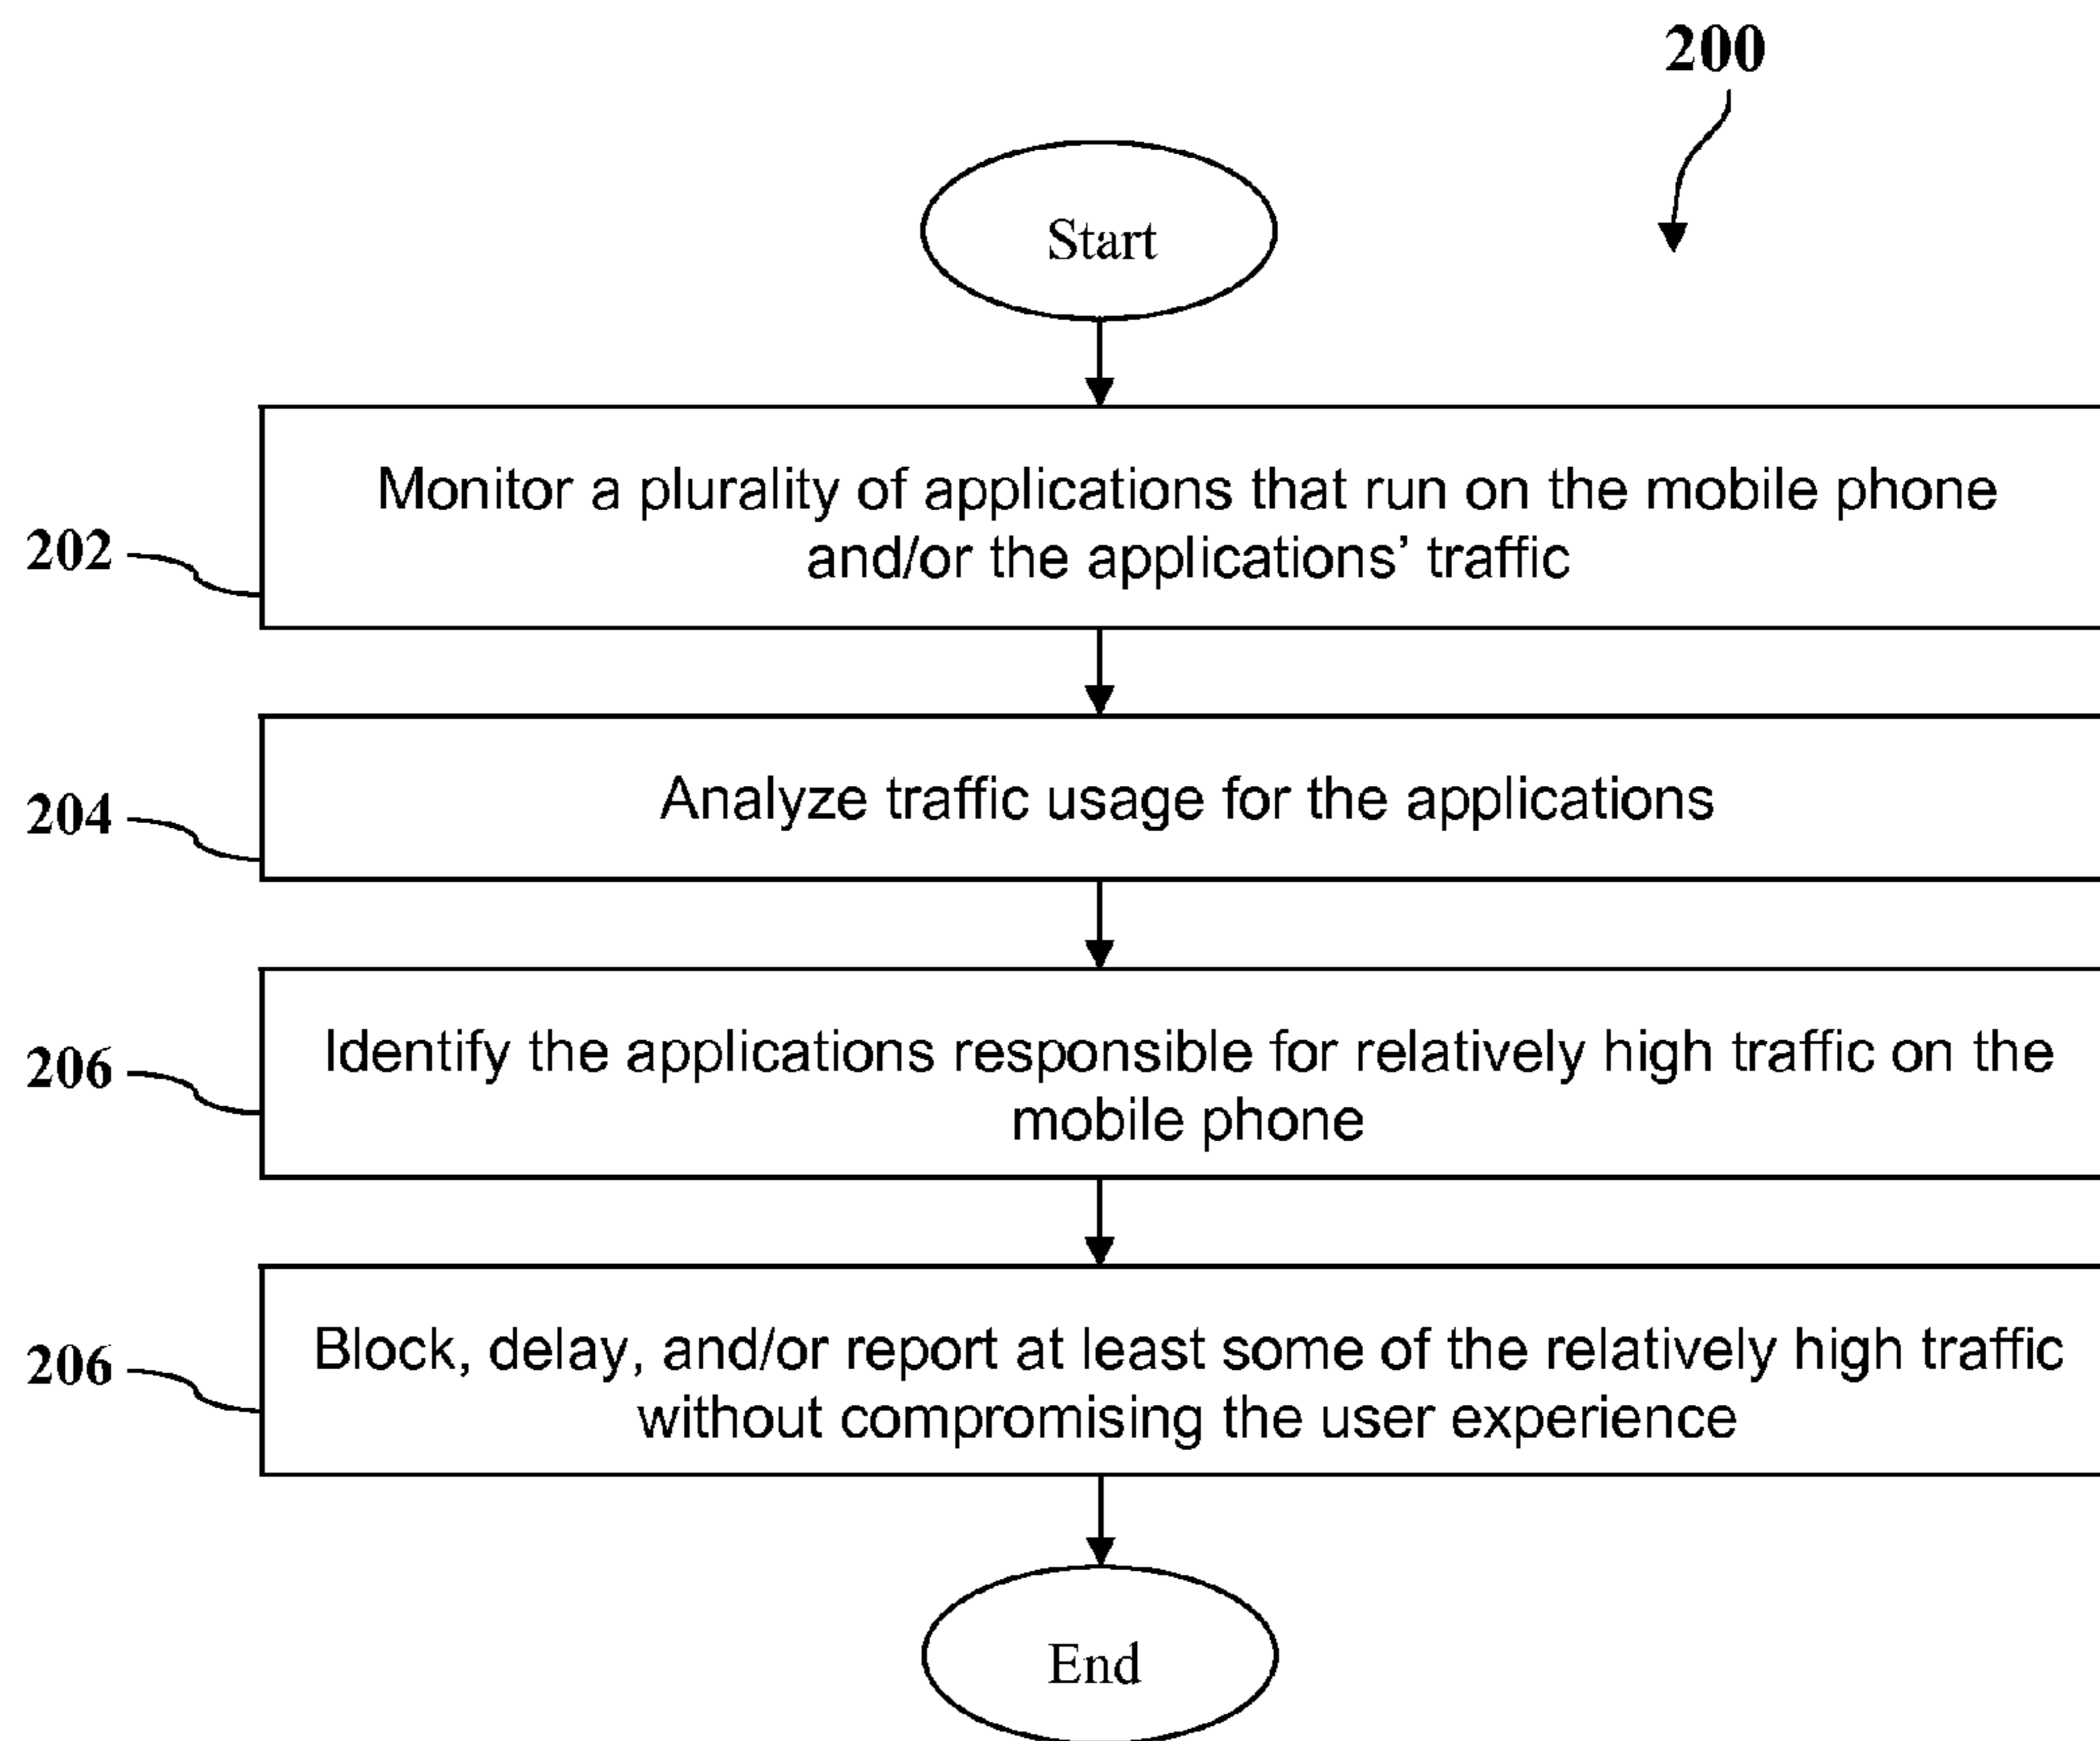 200
Start
Monitor a plurality of applications that run on the mobile phone
and/or the applications’ traffic
202
Analyze traffic usage for the applications
204
Identify the applications responsible for relatively high traffic on the
mobile phone
206
Block, delay, and/or report at least some of the relatively high traffic
without compromising the user experience
206
End